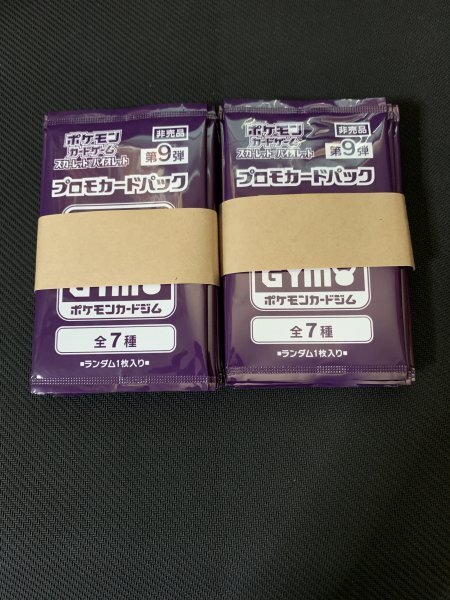 ポケモン
カードゲーム
スカーレット&バイオレット
非売品
第9弾
プロモカードパック
GYM
ポケモンカードジム
全7種
■ランダム1枚入り■
ポケモン
カードゲーム
スカーレット&バイオレット
非売品
第9弾
プロモカードパック
GYM
ポケモンカードジム
全7種
■ランダム1枚入り■